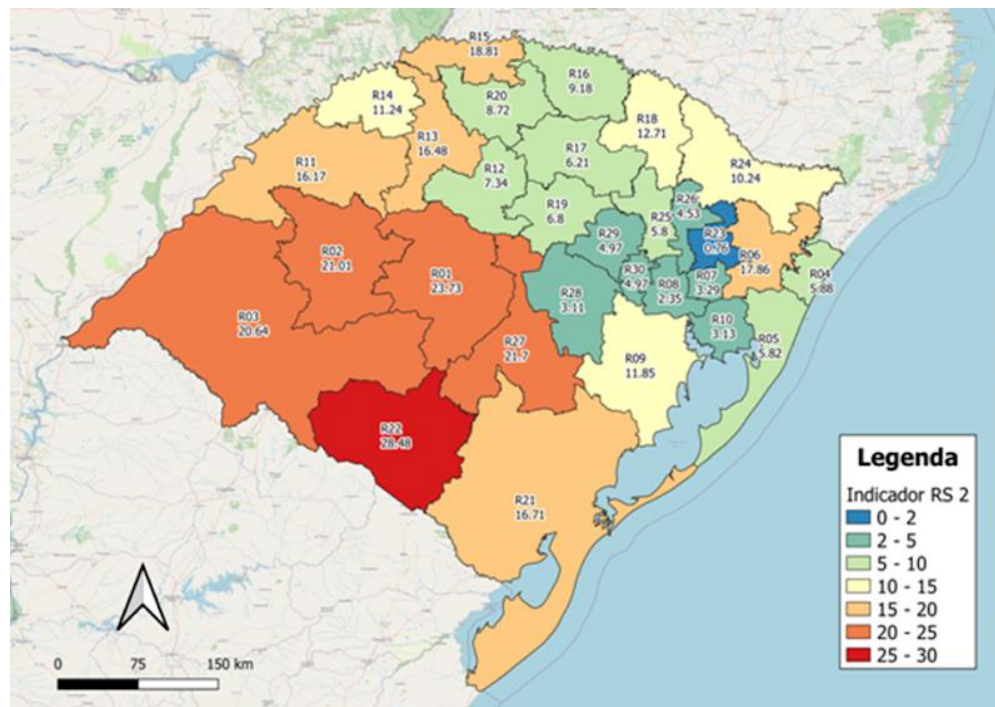 R15
18.81
R16
9.18
R14
11.24
R20
8.72
R18
12.71
R13
16.48
R17
6.21
R11
16.17
R12
7.34
R24
10.24
R26
4.53
R19
6.8
R25
5.8
R29
4.97
R23
0.76
R02
21.01
R01
23.73
R06
17.86
R04
5.88
R30
4.97
R08
2.35
R07
3.29
R28
3.11
R03
20.64
R10
3.13
R27
21.7
R05
5.82
R09
11.85
R22
28.48
R21
16.71
Legenda
Indicador RS 2
0 - 2
2 - 5
5 - 10
10 - 15
15 - 20
20 - 25
25 - 30
0 75 150 km